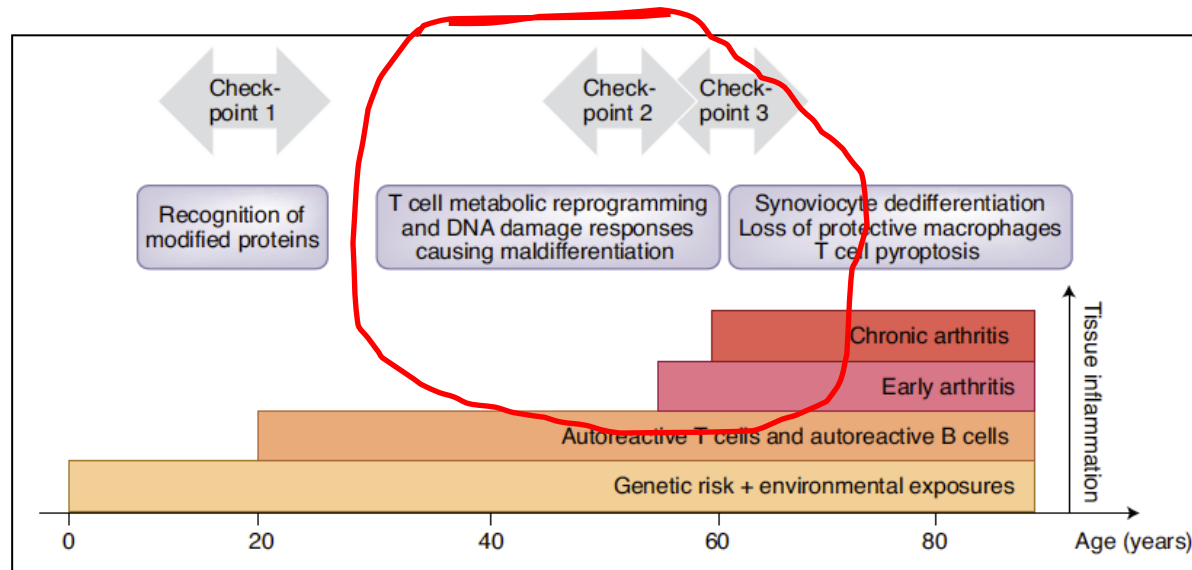 Check-
point 1
Check-
point 2
Check-
point 3
Recognition of
modified proteins
T cell metabolic reprogramming
and DNA damage responses
causing maldifferentiation
Synoviocyte dedifferentiation
Loss of protective macrophages
T cell pyroptosis
Chronic arthritis
Early arthritis
Autoreactive T cells and autoreactive B cells
Genetic risk + environmental exposures
Tissue inflammation
0 20 40 60 80 Age (years)